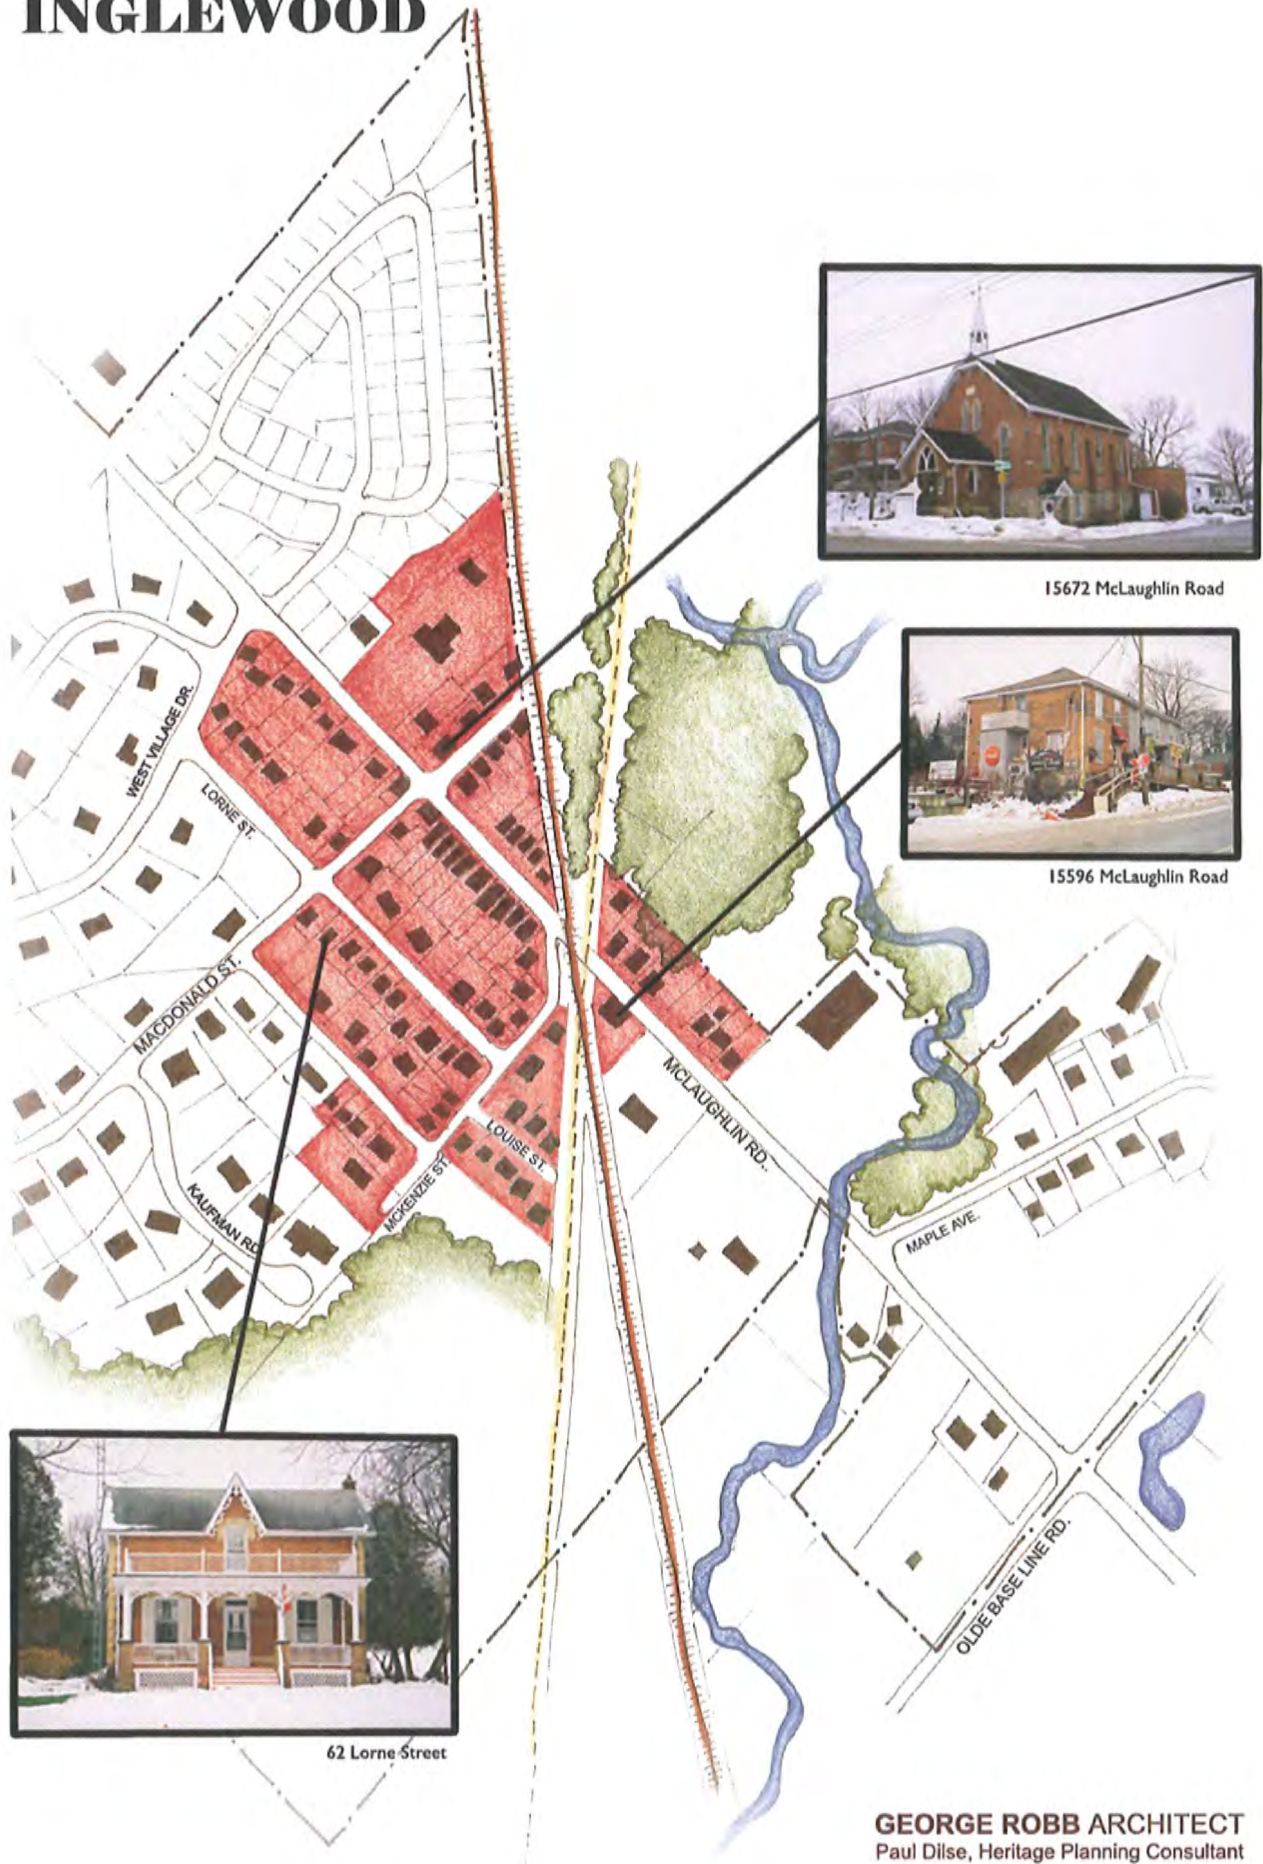 INGLEWOOD
15672 McLaughlin Road
15596 McLaughlin Road
WEST VILLAGE DR.
LORNE ST.
MACDONALD ST.
MCLAUGHLIN RD.
LOUISE ST.
MCKENZIE ST.
KAUFMAN RD.
MAPLE AVE.
OLDE BASE LINE RD.
62 Lorne Street
GEORGE ROBB ARCHITECT
Paul Dilse, Heritage Planning Consultant